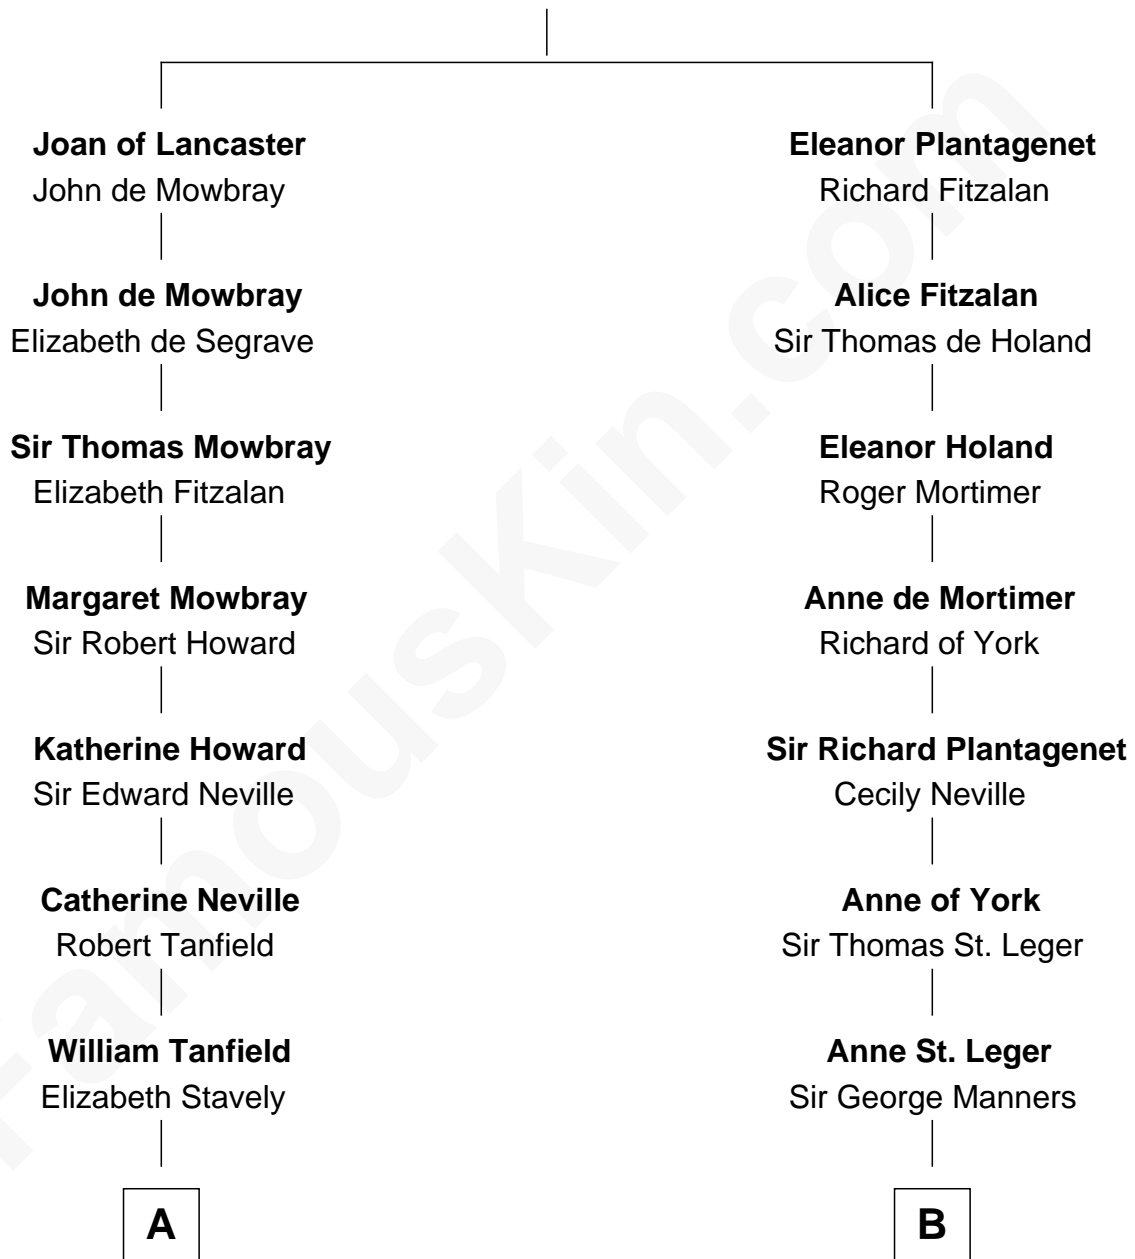 Joan of Lancaster
John de Mowbray
John de Mowbray
Elizabeth de Segrave
Sir Thomas Mowbray
Elizabeth Fitzalan
Margaret Mowbray
Sir Robert Howard
Katherine Howard
Sir Edward Neville
Catherine Neville
Robert Tanfield
William Tanfield
Elizabeth Stavely
A
Eleanor Plantagenet
Richard Fitzalan
Alice Fitzalan
Sir Thomas de Holand
Eleanor Holand
Roger Mortimer
Anne de Mortimer
Richard of York
Sir Richard Plantagenet
Cecily Neville
Anne of York
Sir Thomas St. Leger
Anne St. Leger
Sir George Manners
B
FamousKin.com